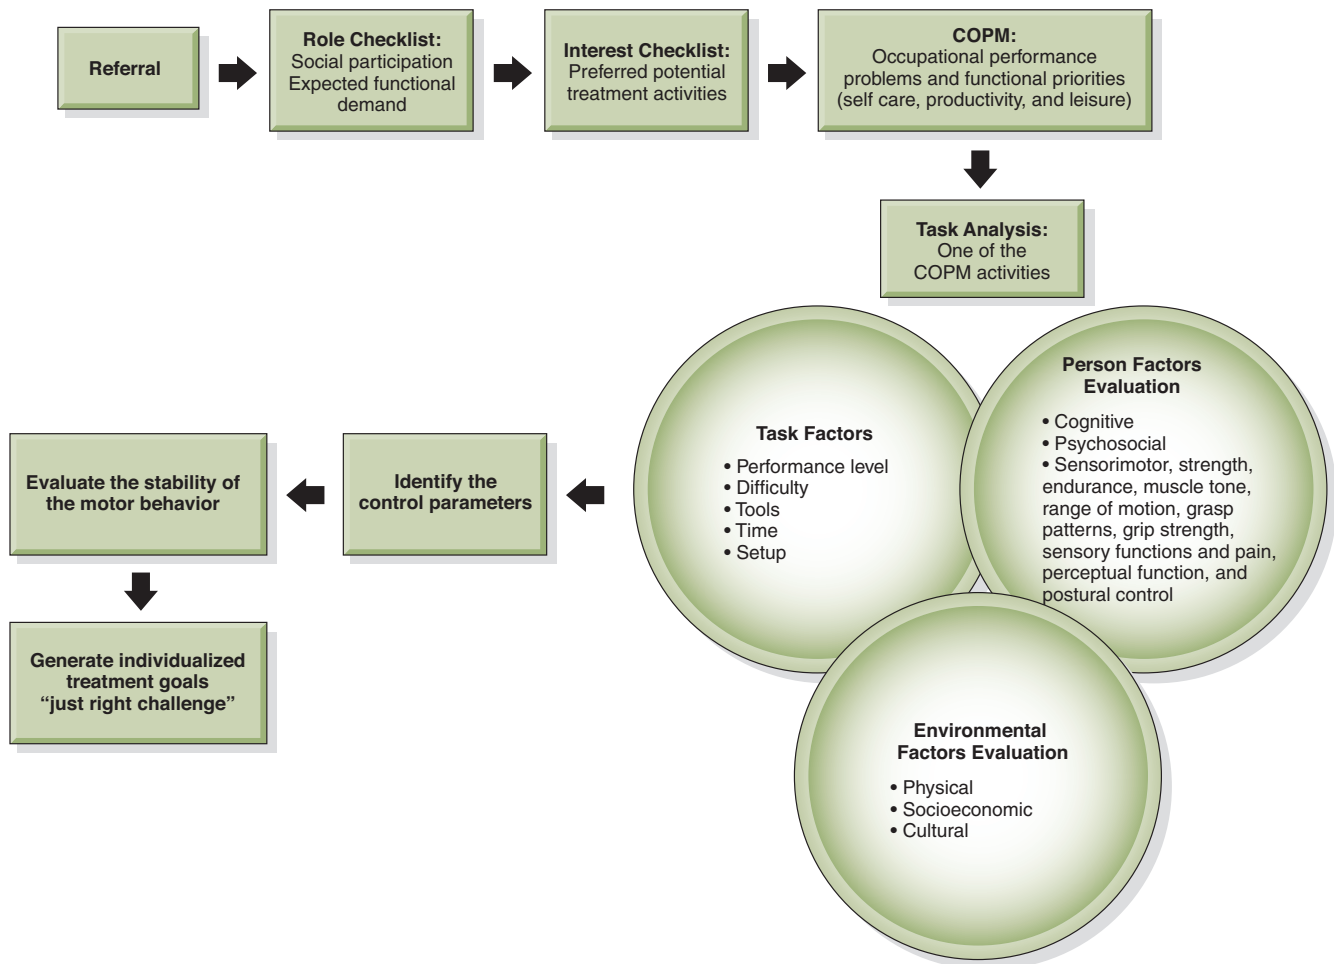 Referral
Role Checklist:
Social participation
Expected functional
demand
Interest Checklist:
Preferred potential
treatment activities
COPM:
Occupational performance
problems and functional priorities
(self care, productivity, and leisure)
Task Analysis:
One of the
COPM activities
Person Factors
Evaluation
• Cognitive
• Psychosocial
• Sensorimotor, strength,
endurance, muscle tone,
range of motion, grasp
patterns, grip strength,
sensory functions and pain,
perceptual function, and
postural control
Task Factors
• Performance level
• Difficulty
• Tools
• Time
• Setup
Environmental
Factors Evaluation
• Physical
• Socioeconomic
• Cultural
Identify the
control parameters
Evaluate the stability of
the motor behavior
Generate individualized
treatment goals
“just right challenge”